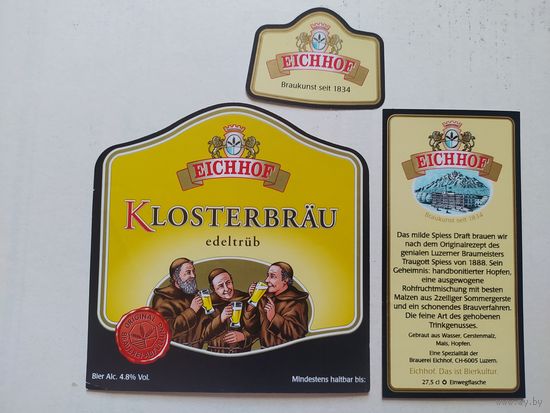 EICHHOF
Braukunst seit 1834
EICHHOF
KLOSTERBRÄU
edeltrüb
ORIGINAL
Bier Alc. 4.8% Vol.
Mindestens haltbar bis:
EICHHOF
Braukunst seit 1834
Das milde Spiess Draft brauen wir
nach dem Originalrezept des
genialen Luzerner Braumeisters
Traugott Spiess von 1888. Sein
Geheimnis: handbonitierter Hopfen,
eine ausgewogene
Rohfruchtmischung mit besten
Malzen aus 2zeiliger Sommergerste
und ein schonendes Brauverfahren.
Die feine Art des gehobenen
Trinkgenusses.
Gebraut aus Wasser, Gerstenmalz,
Mais, Hopfen.
Eine Spezialität der
Brauerei Eichhof, CH-6005 Luzern.
Eichhof. Das ist Bierkultur.
27,5 cl Einwegflasche
ay.by